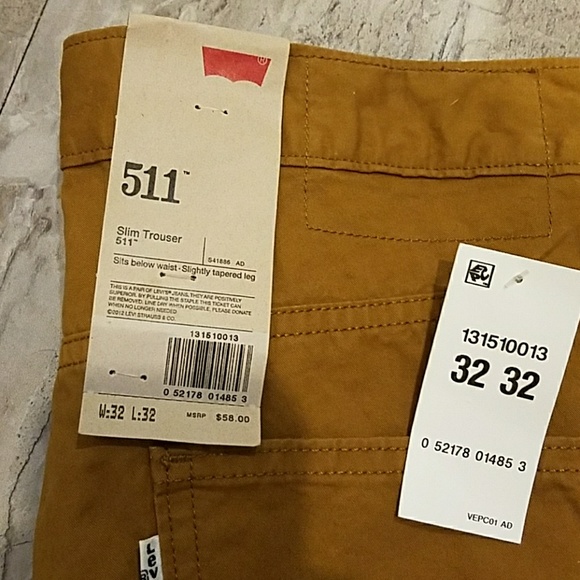 ®
511™
Slim Trouser
511™
S41886 AD
Sits below waist-Slightly tapered leg
THIS IS A PAIR OF LEVI'S® JEANS, THEY ARE POSITIVELY
SUPERIOR. BY PULLING THE STAPLE THIS TICKET CAN
BE REMOVED. LINE DRY WHEN POSSIBLE, PLEASE DONATE
WHEN NO LONGER NEEDED.
©2012 LEVI STRAUSS & CO.
131510013
0 52178 01485 3
W:32 L:32
MSRP $58.00
131510013
32 32
0 52178 01485 3
VEPC01 AD
Lev